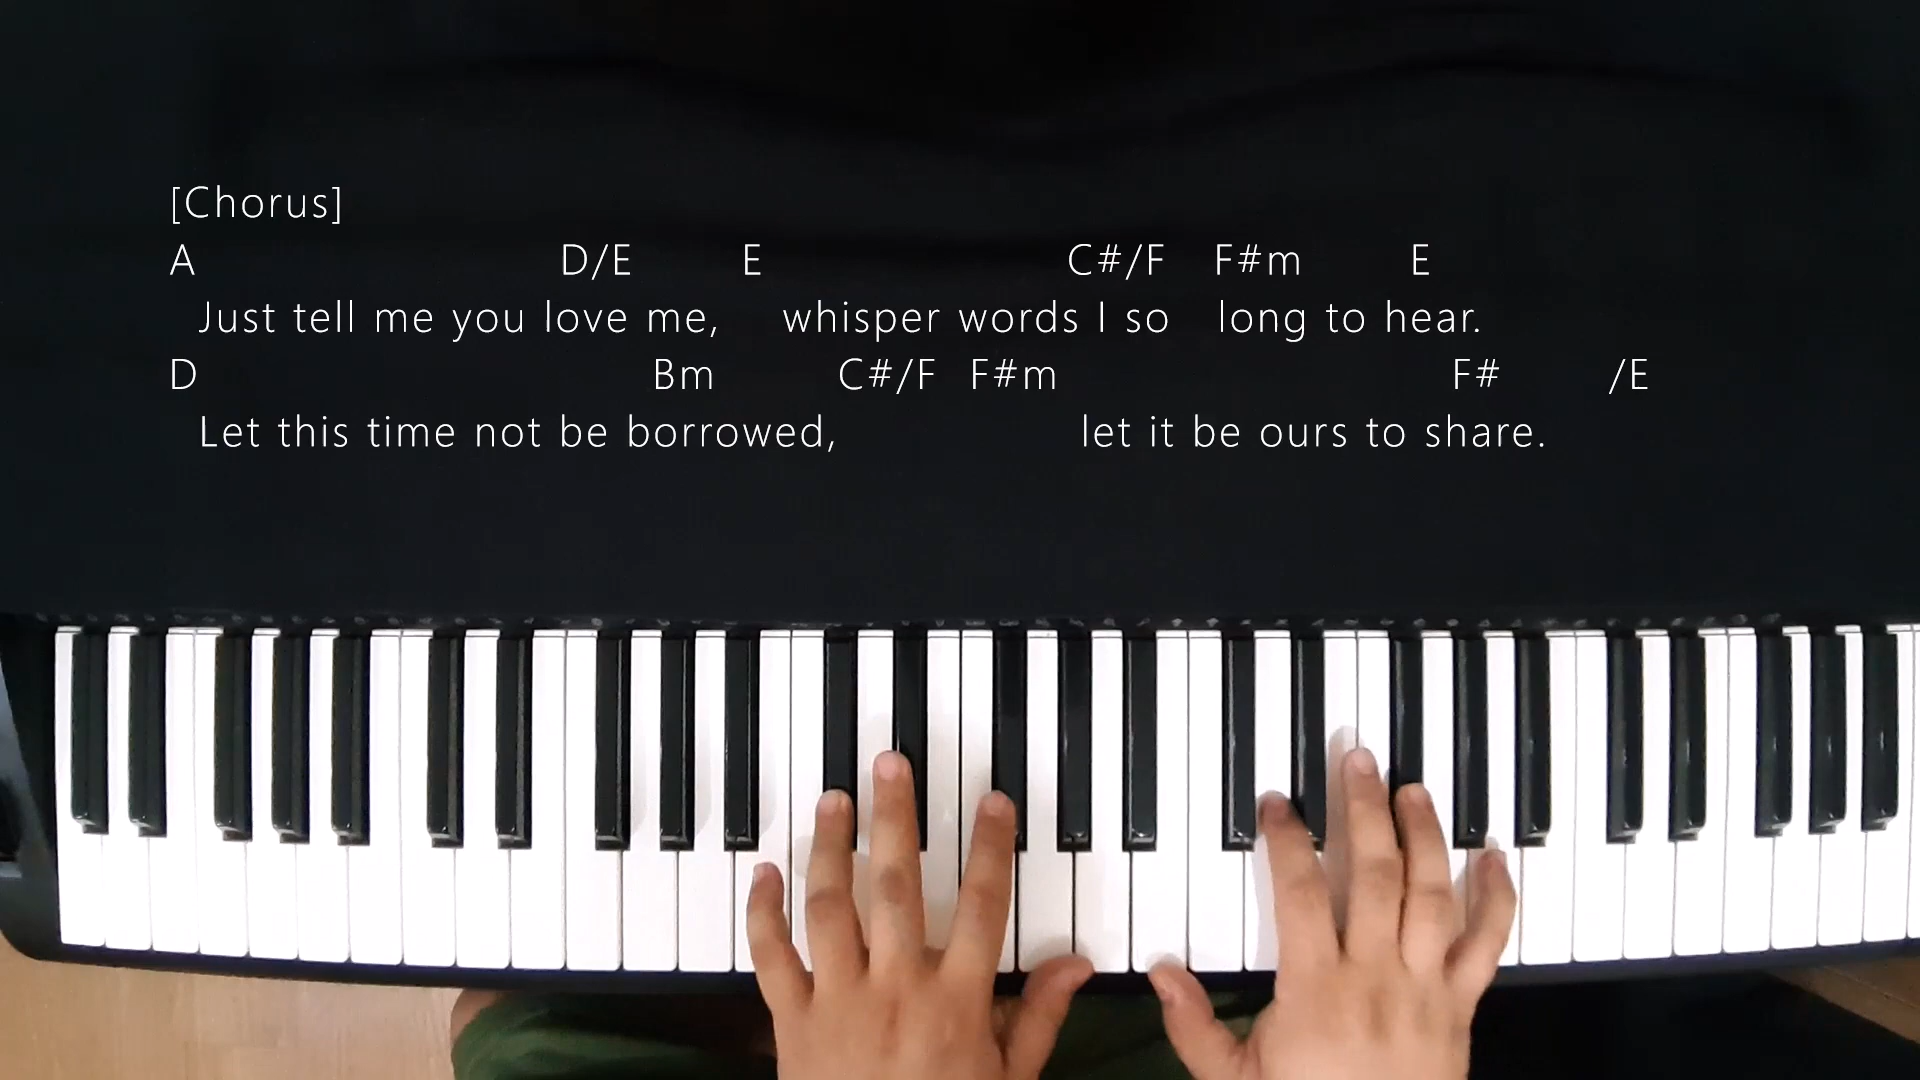 [Chorus]
A D/E E C#/F F#m E
Just tell me you love me, whisper words I so long to hear.
D Bm C#/F F#m F# /E
Let this time not be borrowed, let it be ours to share.